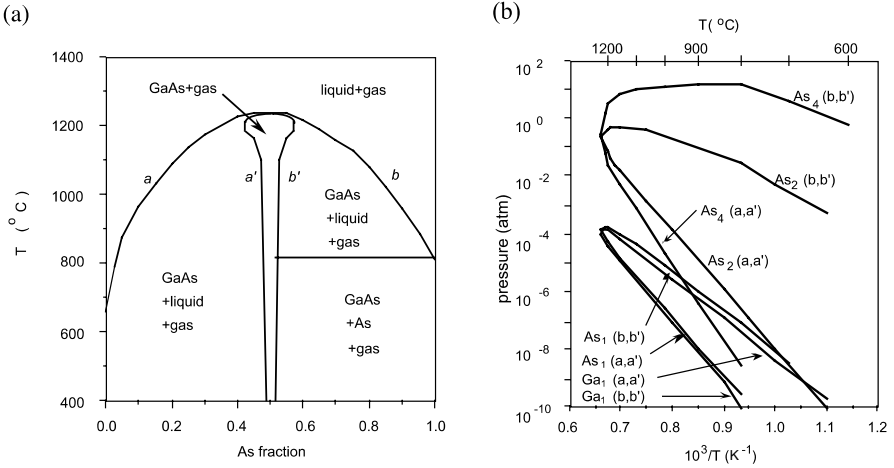 (a)
1400
1200
1000
800
600
400
T (°C)
0.0 0.2 0.4 0.6 0.8 1.0
As fraction
GaAs+gas
liquid+gas
a
a'
b'
b
GaAs
+liquid
+gas
GaAs
+liquid
+gas
GaAs
+As
+gas
(b)
T(°C)
1200 900 600
10²
10⁰
10⁻²
10⁻⁴
10⁻⁶
10⁻⁸
10⁻¹⁰
pressure (atm)
As₄ (b,b')
As₂ (b,b')
As₄ (a,a')
As₂ (a,a')
As₁ (b,b')
As₁ (a,a')
Ga₁ (a,a')
Ga₁ (b,b')
0.6 0.7 0.8 0.9 1.0 1.1 1.2
10³/T (K⁻¹)